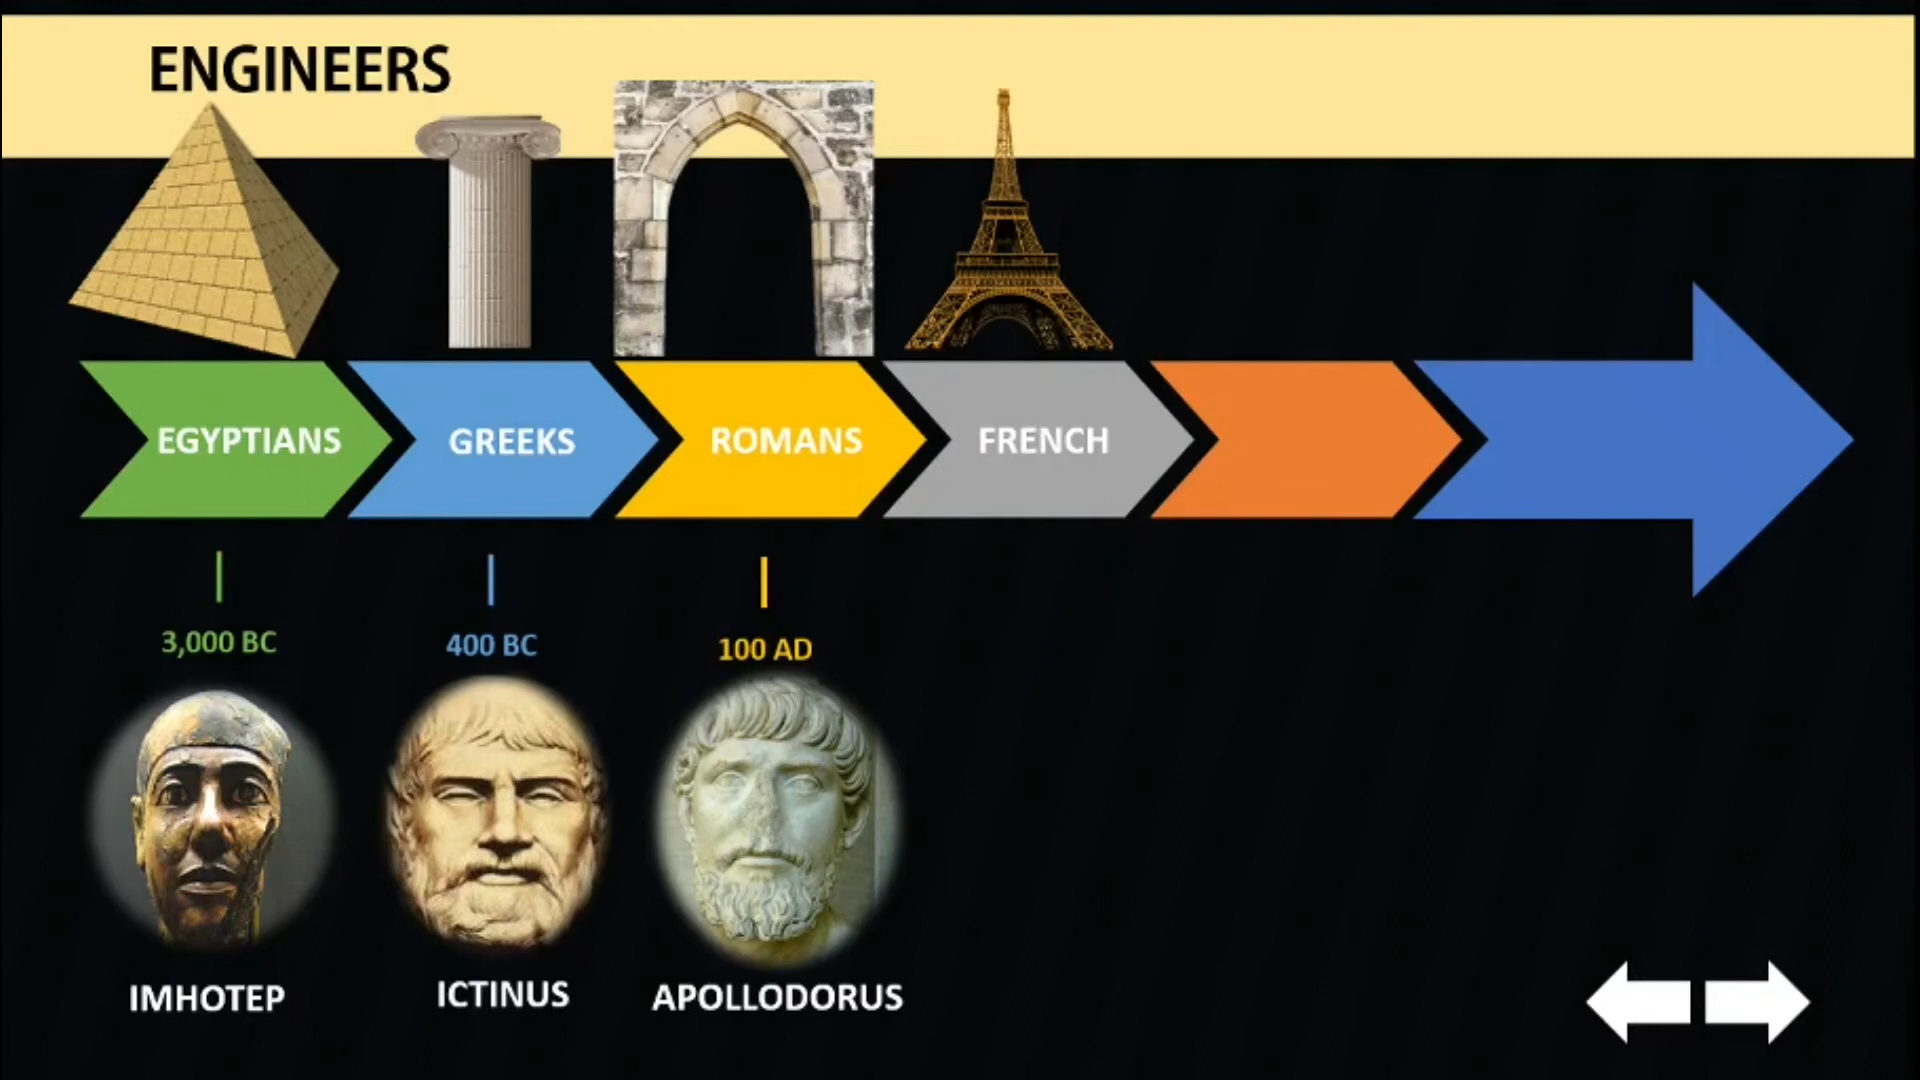 ENGINEERS
EGYPTIANS
GREEKS
ROMANS
FRENCH
3,000 BC
400 BC
100 AD
IMHOTEP
ICTINUS
APOLLODORUS